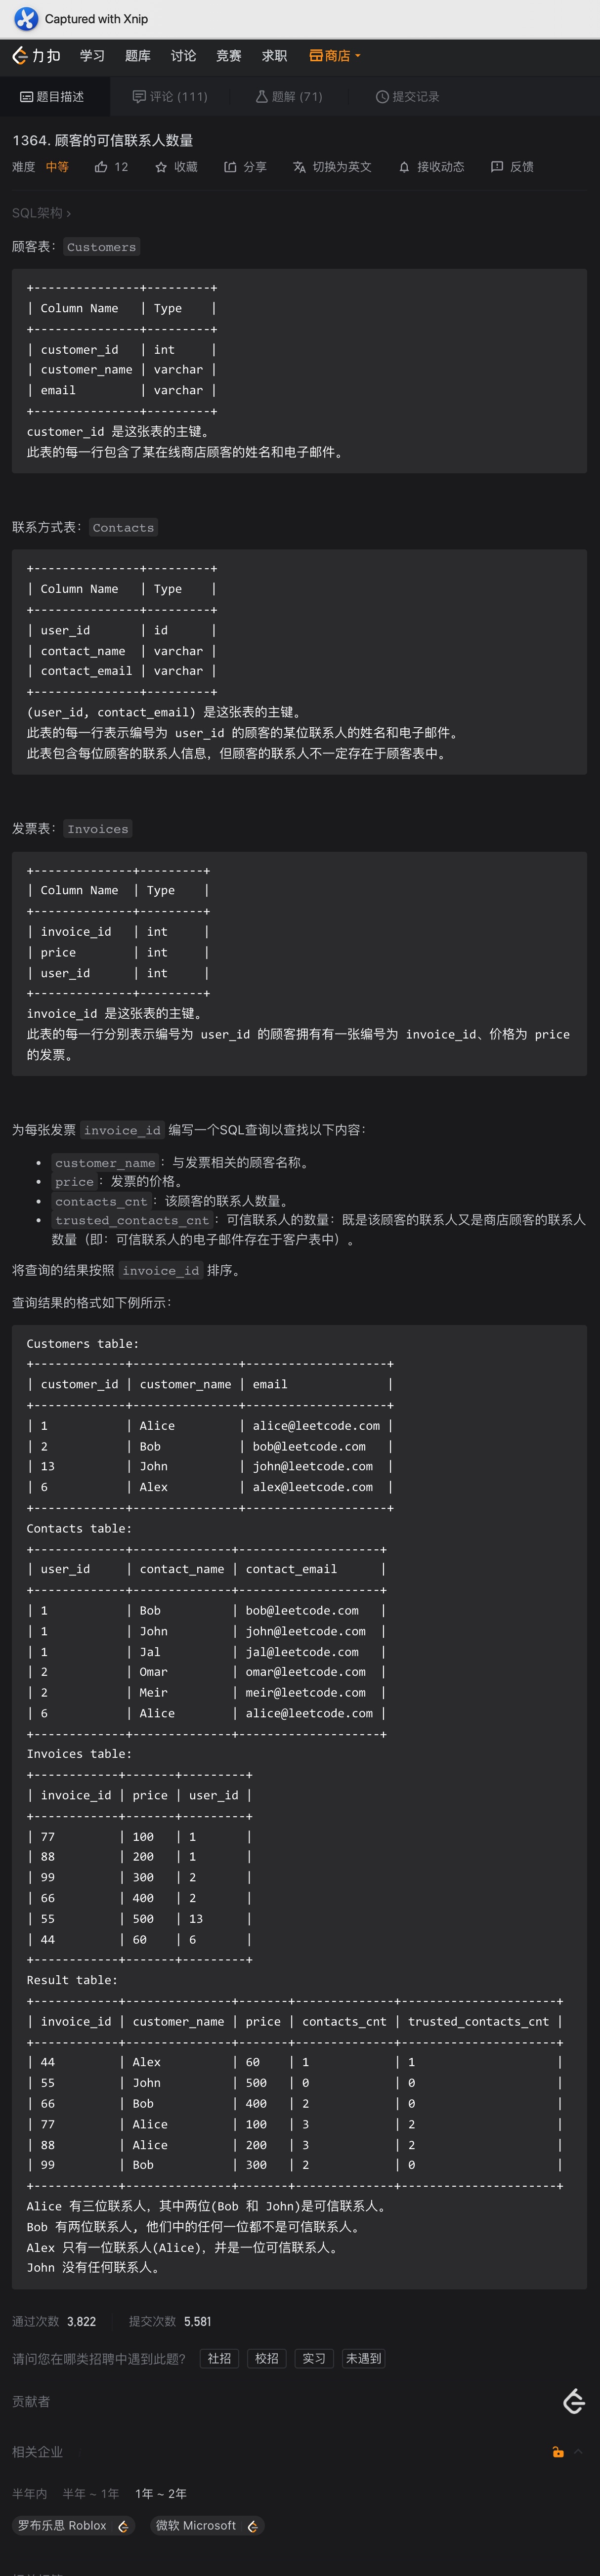 Captured with Xnip
力扣 学习 题库 讨论 竞赛 求职 商店
题目描述 评论 (111) 题解 (71) 提交记录
1364. 顾客的可信联系人数量
难度 中等 12 收藏 分享 切换为英文 接收动态 反馈
SQL架构 ›
顾客表：Customers
+---------------+---------+
| Column Name   | Type    |
+---------------+---------+
| customer_id   | int     |
| customer_name | varchar |
| email         | varchar |
+---------------+---------+
customer_id 是这张表的主键。
此表的每一行包含了某在线商店顾客的姓名和电子邮件。
联系方式表：Contacts
+---------------+---------+
| Column Name   | Type    |
+---------------+---------+
| user_id       | id      |
| contact_name  | varchar |
| contact_email | varchar |
+---------------+---------+
(user_id, contact_email) 是这张表的主键。
此表的每一行表示编号为 user_id 的顾客的某位联系人的姓名和电子邮件。
此表包含每位顾客的联系人信息，但顾客的联系人不一定存在于顾客表中。
发票表：Invoices
+--------------+---------+
| Column Name  | Type    |
+--------------+---------+
| invoice_id   | int     |
| price        | int     |
| user_id      | int     |
+--------------+---------+
invoice_id 是这张表的主键。
此表的每一行分别表示编号为 user_id 的顾客拥有有一张编号为 invoice_id、价格为 price
的发票。
为每张发票 invoice_id 编写一个SQL查询以查找以下内容：
• customer_name：与发票相关的顾客名称。
• price：发票的价格。
• contacts_cnt：该顾客的联系人数量。
• trusted_contacts_cnt：可信联系人的数量：既是该顾客的联系人又是商店顾客的联系人
数量（即：可信联系人的电子邮件存在于客户表中）。
将查询的结果按照 invoice_id 排序。
查询结果的格式如下例所示：
Customers table:
+-------------+---------------+--------------------+
| customer_id | customer_name | email              |
+-------------+---------------+--------------------+
| 1           | Alice         | alice@leetcode.com |
| 2           | Bob           | bob@leetcode.com   |
| 13          | John          | john@leetcode.com  |
| 6           | Alex          | alex@leetcode.com  |
+-------------+---------------+--------------------+
Contacts table:
+-------------+--------------+--------------------+
| user_id     | contact_name | contact_email      |
+-------------+--------------+--------------------+
| 1           | Bob          | bob@leetcode.com   |
| 1           | John         | john@leetcode.com  |
| 1           | Jal          | jal@leetcode.com   |
| 2           | Omar         | omar@leetcode.com  |
| 2           | Meir         | meir@leetcode.com  |
| 6           | Alice        | alice@leetcode.com |
+-------------+--------------+--------------------+
Invoices table:
+------------+-------+---------+
| invoice_id | price | user_id |
+------------+-------+---------+
| 77         | 100   | 1       |
| 88         | 200   | 1       |
| 99         | 300   | 2       |
| 66         | 400   | 2       |
| 55         | 500   | 13      |
| 44         | 60    | 6       |
+------------+-------+---------+
Result table:
+------------+---------------+-------+--------------+----------------------+
| invoice_id | customer_name | price | contacts_cnt | trusted_contacts_cnt |
+------------+---------------+-------+--------------+----------------------+
| 44         | Alex          | 60    | 1            | 1                    |
| 55         | John          | 500   | 0            | 0                    |
| 66         | Bob           | 400   | 2            | 0                    |
| 77         | Alice         | 100   | 3            | 2                    |
| 88         | Alice         | 200   | 3            | 2                    |
| 99         | Bob           | 300   | 2            | 0                    |
+------------+---------------+-------+--------------+----------------------+
Alice 有三位联系人，其中两位(Bob 和 John)是可信联系人。
Bob 有两位联系人, 他们中的任何一位都不是可信联系人。
Alex 只有一位联系人(Alice)，并是一位可信联系人。
John 没有任何联系人。
通过次数 3,822 提交次数 5,581
请问您在哪类招聘中遇到此题？ 社招 校招 实习 未遇到
贡献者
相关企业
半年内 半年 ~ 1年 1年 ~ 2年
罗布乐思 Roblox 微软 Microsoft